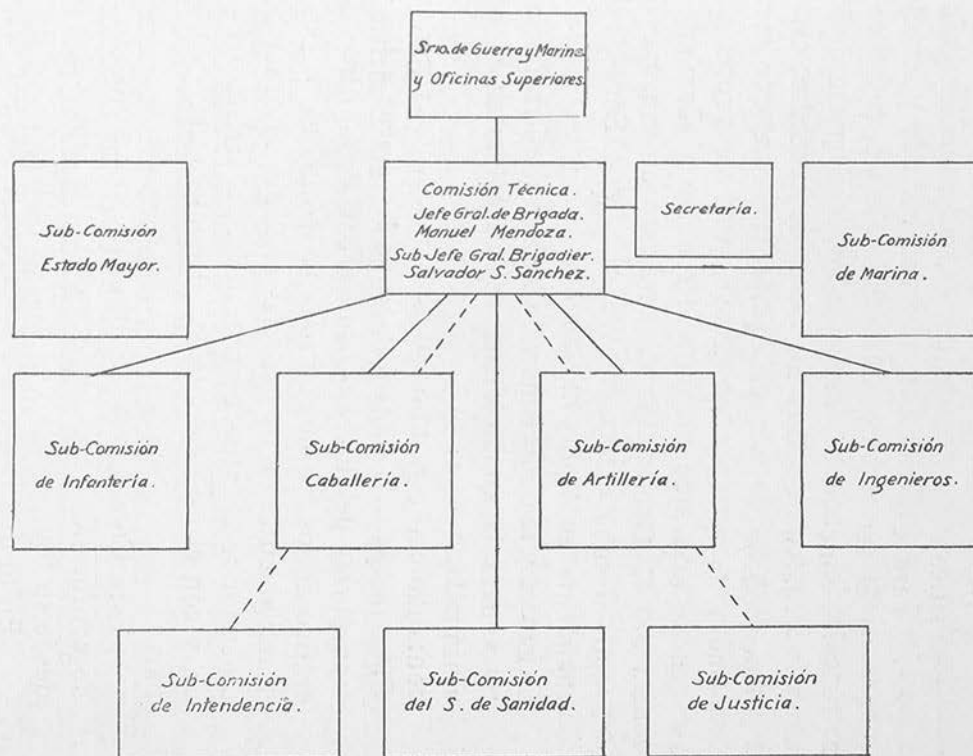 Sría. de Guerra y Marina
y Oficinas Superiores.
Comisión Técnica.
Jefe Gral. de Brigada.
Manuel Mendoza.
Sub-Jefe Gral. Brigadier.
Salvador S. Sánchez.
Secretaría.
Sub-Comisión
Estado Mayor.
Sub-Comisión
de Marina.
Sub-Comisión
de Infantería.
Sub-Comisión
Caballería.
Sub-Comisión
de Artillería.
Sub-Comisión
de Ingenieros.
Sub-Comisión
de Intendencia.
Sub-Comisión
del S. de Sanidad.
Sub-Comisión
de Justicia.